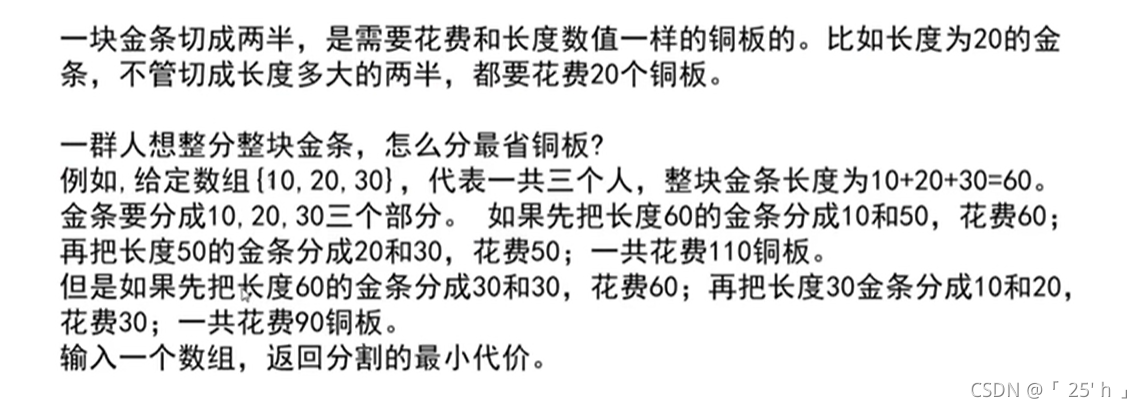 一块金条切成两半，是需要花费和长度数值一样的铜板的。比如长度为20的金
条，不管切成长度多大的两半，都要花费20个铜板。
一群人想整分整块金条，怎么分最省铜板?
例如,给定数组{10,20,30}，代表一共三个人，整块金条长度为10+20+30=60。
金条要分成10,20,30三个部分。 如果先把长度60的金条分成10和50，花费60；
再把长度50的金条分成20和30，花费50；一共花费110铜板。
但是如果先把长度60的金条分成30和30，花费60；再把长度30金条分成10和20，
花费30；一共花费90铜板。
输入一个数组，返回分割的最小代价。
CSDN @「 25' h 」